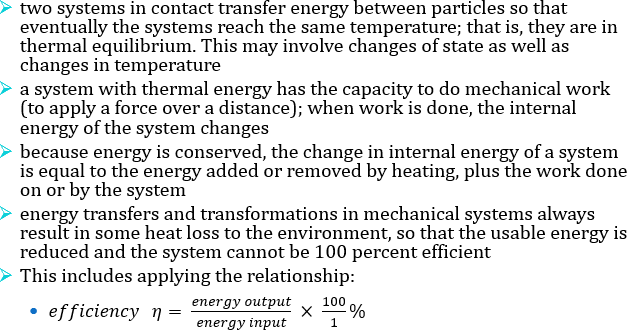 ➢ two systems in contact transfer energy between particles so that
eventually the systems reach the same temperature; that is, they are in
thermal equilibrium. This may involve changes of state as well as
changes in temperature
➢ a system with thermal energy has the capacity to do mechanical work
(to apply a force over a distance); when work is done, the internal
energy of the system changes
➢ because energy is conserved, the change in internal energy of a system
is equal to the energy added or removed by heating, plus the work done
on or by the system
➢ energy transfers and transformations in mechanical systems always
result in some heat loss to the environment, so that the usable energy is
reduced and the system cannot be 100 percent efficient
➢ This includes applying the relationship:
• efficiency η = energy output / energy input × 100 / 1 %